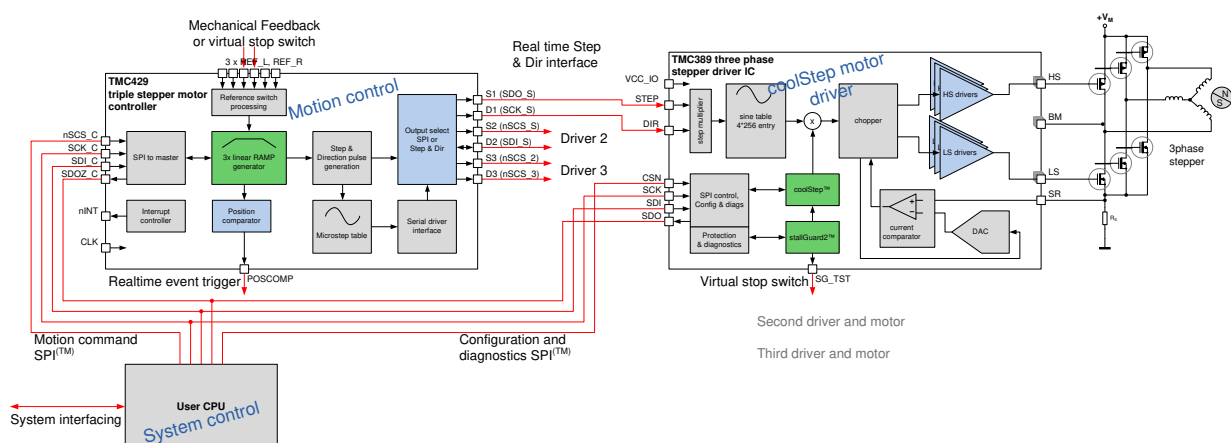 Mechanical Feedback
or virtual stop switch
3 x REF_L, REF_R
TMC429
triple stepper motor
controller
Motion control
Reference switch
processing
nSCS_C
SCK_C
SDI_C
SDOZ_C
nINT
CLK
SPI to master
3x linear RAMP
generator
Step &
Direction pulse
generation
Output select
SPI or
Step & Dir
Interrupt
controller
Position
comparator
Microstep table
Serial driver
interface
Realtime event trigger
POSCOMP
S1 (SDO_S)
D1 (SCK_S)
S2 (nSCS_S)
D2 (SDI_S)
S3 (nSCS_2)
D3 (nSCS_3)
Driver 2
Driver 3
Real time Step
& Dir interface
TMC389 three phase
stepper driver IC
coolStep motor
driver
VCC_IO
STEP
DIR
CSN
SCK
SDI
SDO
step multiplier
sine table
4*256 entry
x
chopper
HS drivers
LS drivers
SPI control,
Config & diags
Protection
& diagnostics
coolStep™
stallGuard2™
current
comparator
DAC
HS
BM
LS
SR
+VM
RS
N
S
3phase
stepper
Virtual stop switch
SG_TST
Second driver and motor
Third driver and motor
Motion command
SPI(TM)
Configuration and
diagnostics SPI(TM)
User CPU
System control
System interfacing